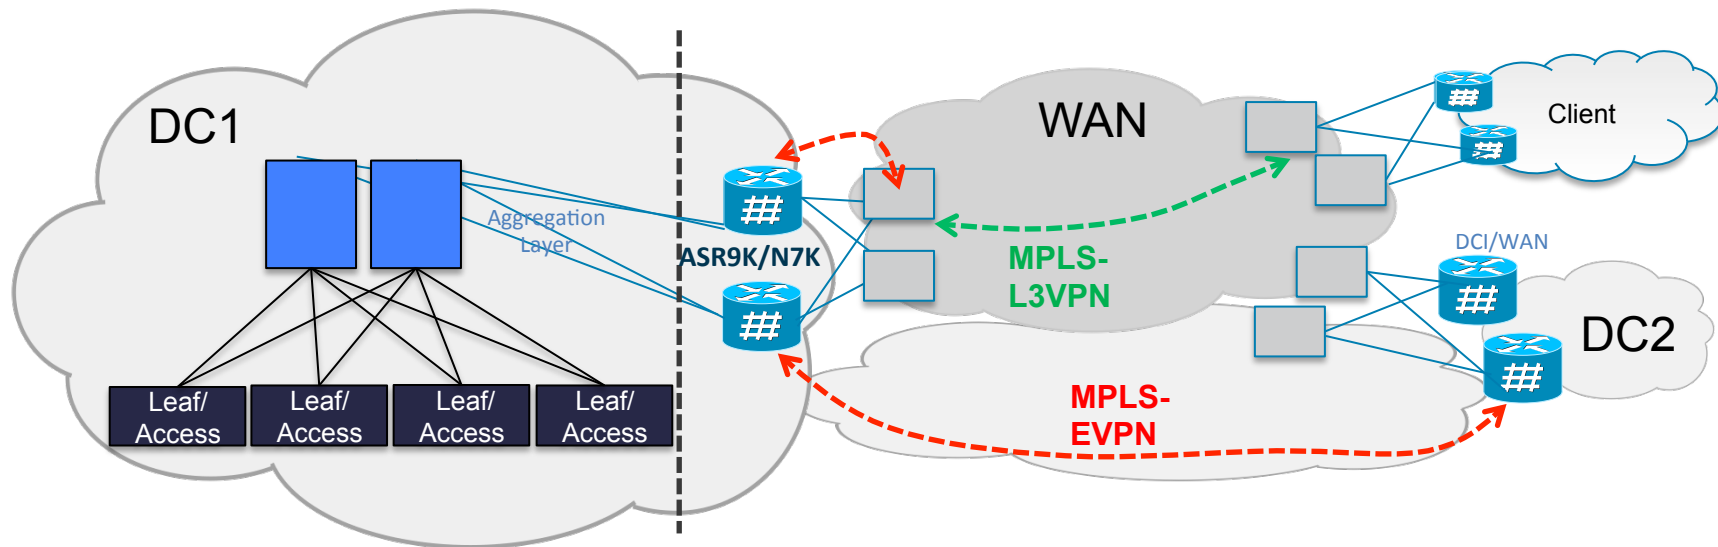 DC1
WAN
Client
Aggregation
Layer
ASR9K/N7K
MPLS-
L3VPN
DCI/WAN
DC2
Leaf/
Access
Leaf/
Access
Leaf/
Access
Leaf/
Access
MPLS-
EVPN